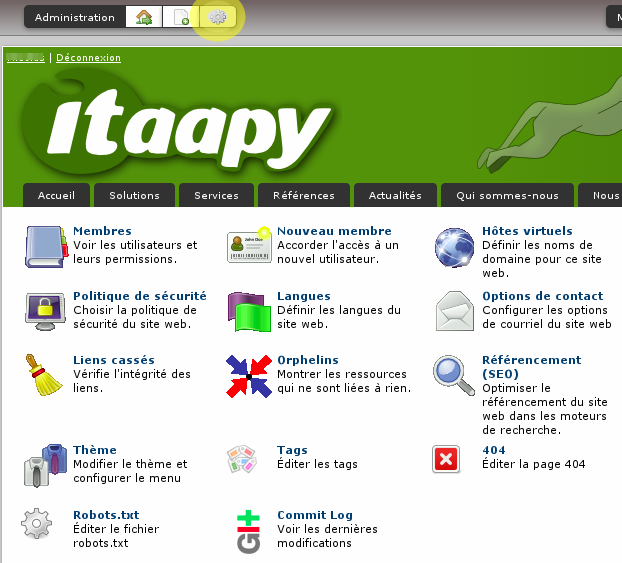 Administration
| Déconnexion
itaapy
Accueil
Solutions
Services
Références
Actualités
Qui sommes-nous
Nous
Membres
Voir les utilisateurs et
leurs permissions.
Nouveau membre
Accorder l'accès à un
nouvel utilisateur.
Hôtes virtuels
Définir les noms de
domaine pour ce site
web.
Politique de sécurité
Choisir la politique de
sécurité du site web.
Langues
Définir les langues du
site web.
Options de contact
Configurer les options
de courriel du site web
Liens cassés
Vérifie l'intégrité des
liens.
Orphelins
Montrer les ressources
qui ne sont liées à rien.
Référencement
(SEO)
Optimiser le
référencement du site
web dans les moteurs
de recherche.
Thème
Modifier le thème et
configurer le menu
Tags
Éditer les tags
404
Éditer la page 404
Robots.txt
Éditer le fichier
robots.txt
Commit Log
Voir les dernières
modifications